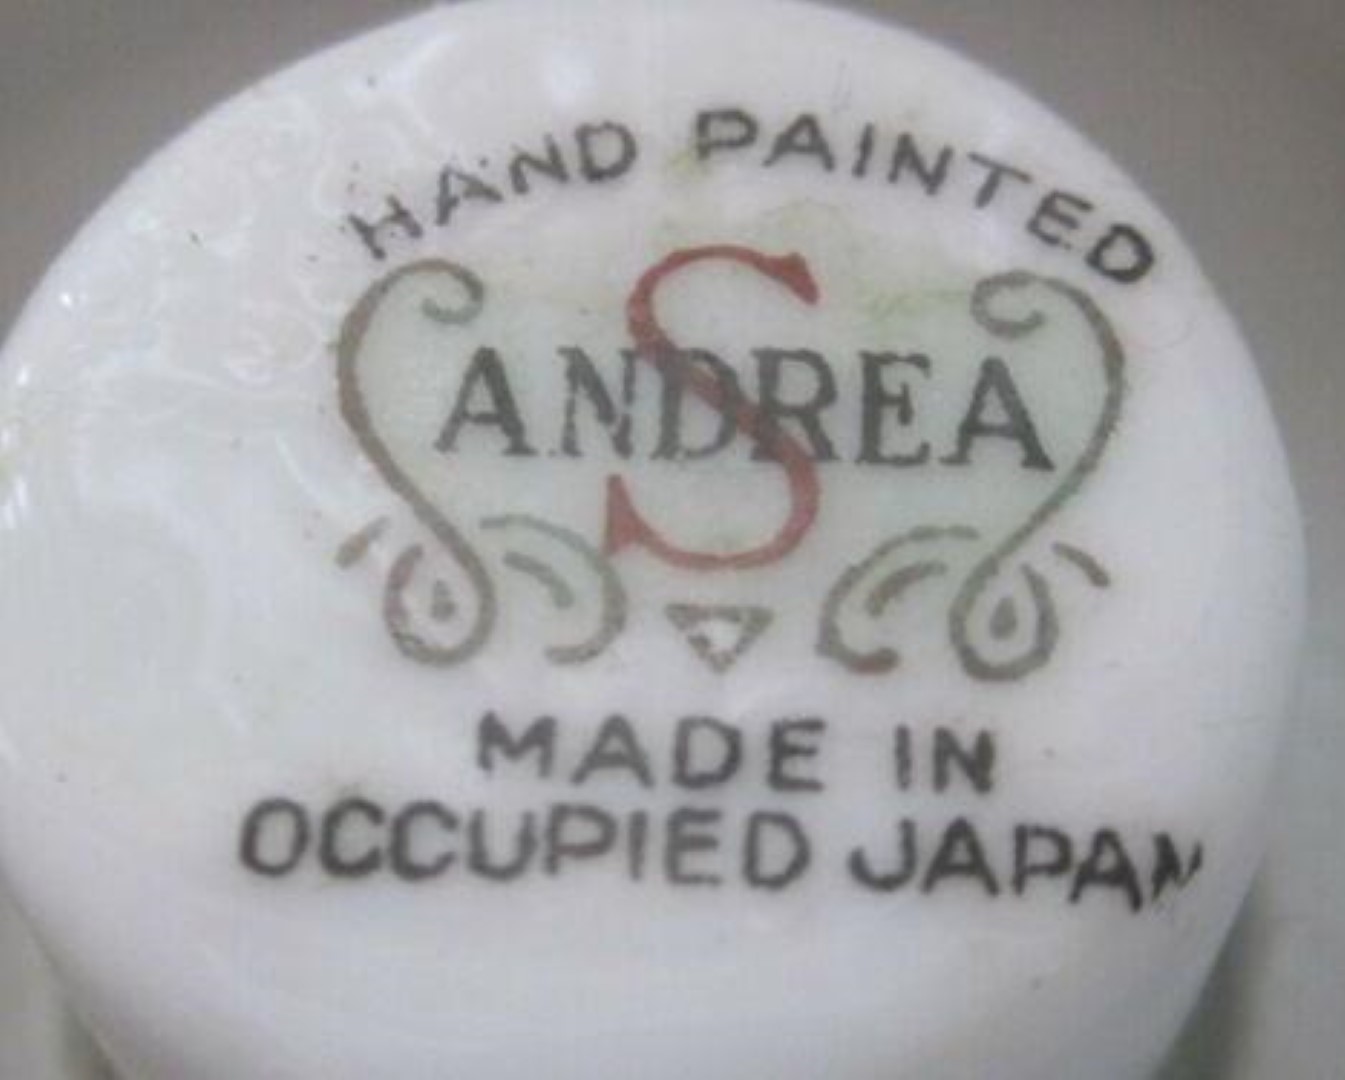 HAND PAINTED
S
ANDREA
MADE IN
OCCUPIED JAPAN